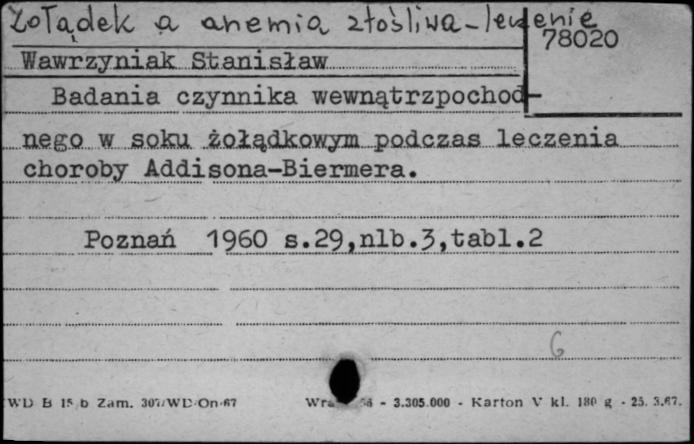 Żołądek a anemia złośliwa - leczenie
78020
Wawrzyniak Stanisław
Badania czynnika wewnątrzpochod-
nego w soku żołądkowym podczas leczenia
choroby Addisona-Biermera.
Poznań 1960 s.29,nlb.3,tabl.2
G
WD B 15 b Zam. 307/WD/On/67 - 3.305.000 - Karton V kl. 180 g - 25. 3.67.